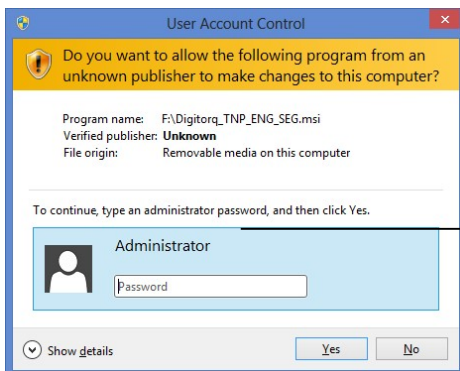 User Account Control
Do you want to allow the following program from an
unknown publisher to make changes to this computer?
Program name: F:\Digitorq_TNP_ENG_SEG.msi
Verified publisher: Unknown
File origin: Removable media on this computer
To continue, type an administrator password, and then click Yes.
Administrator
Password
Show details
Yes No